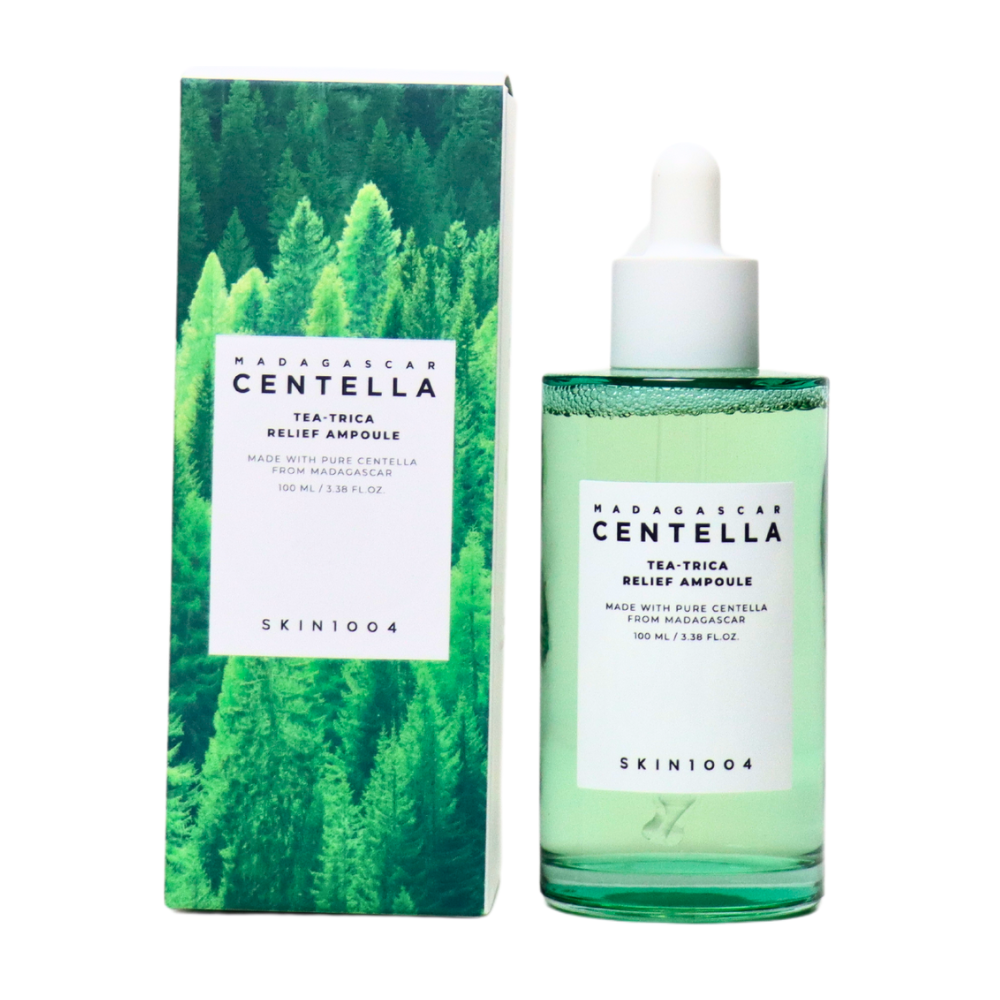 MADAGASCAR
CENTELLA
TEA-TRICA
RELIEF AMPOULE
MADE WITH PURE CENTELLA
FROM MADAGASCAR
100 ML / 3.38 FL.OZ.
SKIN1004
MADAGASCAR
CENTELLA
TEA-TRICA
RELIEF AMPOULE
MADE WITH PURE CENTELLA
FROM MADAGASCAR
100 ML / 3.38 FL.OZ.
SKIN1004